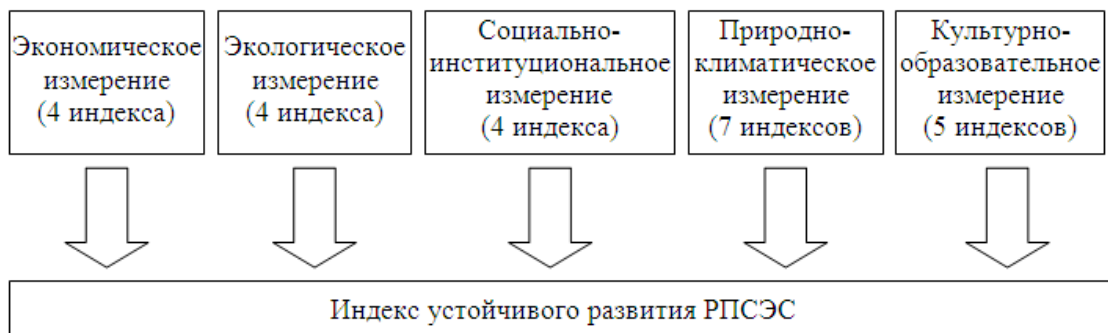 Экономическое
измерение
(4 индекса)
Экологическое
измерение
(4 индекса)
Социально-
институциональное
измерение
(4 индекса)
Природно-
климатическое
измерение
(7 индексов)
Культурно-
образовательное
измерение
(5 индексов)
Индекс устойчивого развития РПСЭС